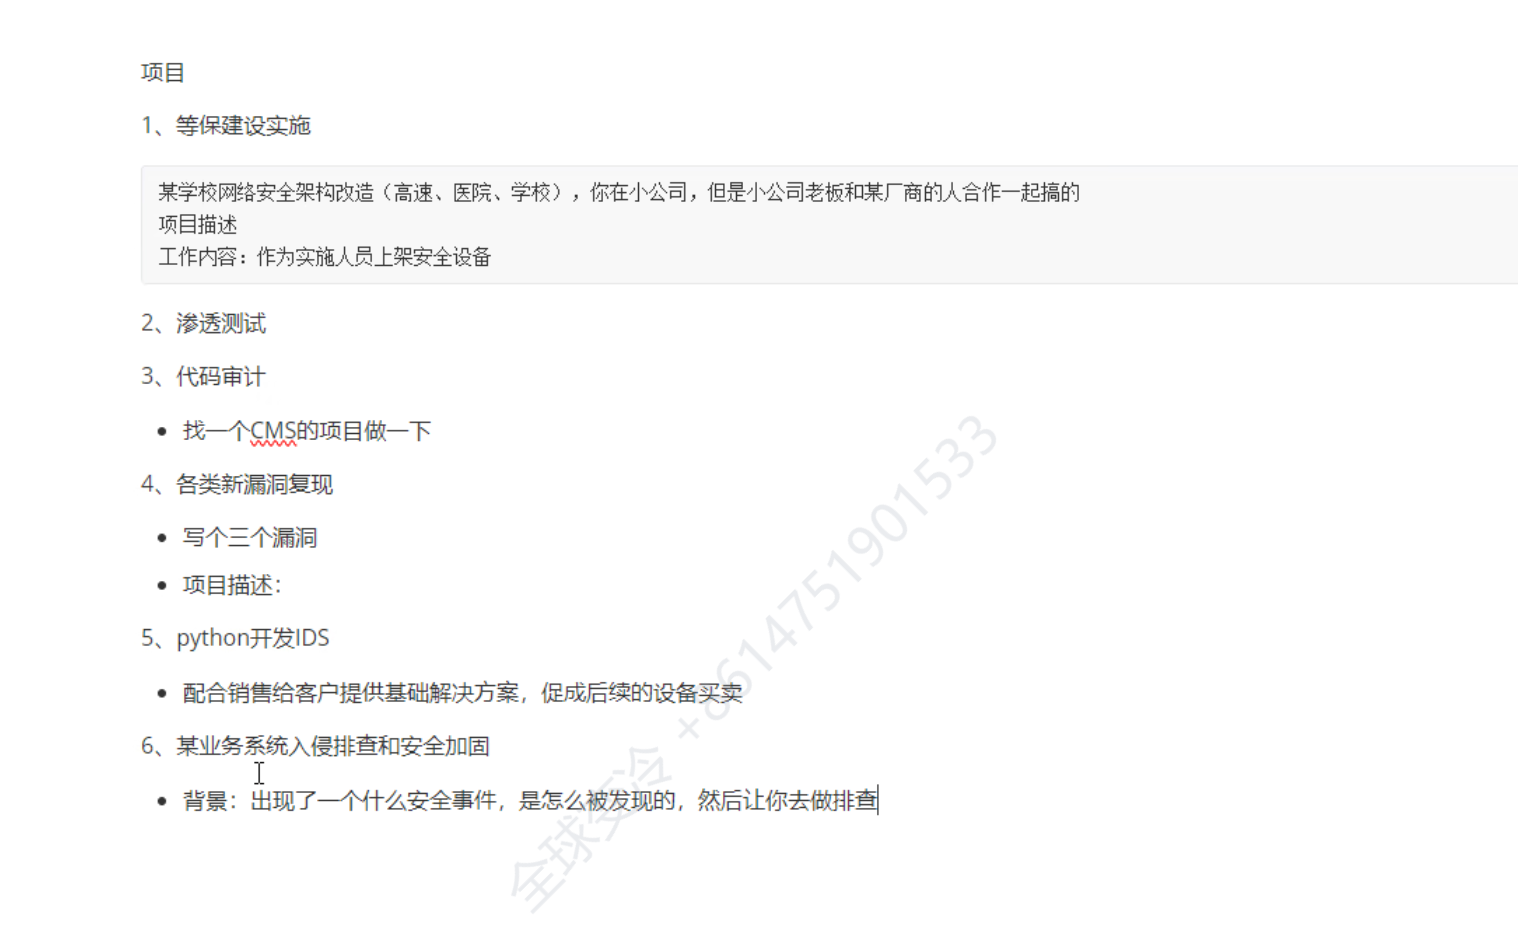 项目
1、等保建设实施
某学校网络安全架构改造（高速、医院、学校），你在小公司，但是小公司老板和某厂商的人合作一起搞的
项目描述
工作内容：作为实施人员上架安全设备
2、渗透测试
3、代码审计
• 找一个CMS的项目做一下
4、各类新漏洞复现
• 写个三个漏洞
• 项目描述：
5、python开发IDS
• 配合销售给客户提供基础解决方案，促成后续的设备买卖
6、某业务系统入侵排查和安全加固
• 背景：出现了一个什么安全事件，是怎么被发现的，然后让你去做排查
全球变冷 +8614751901533